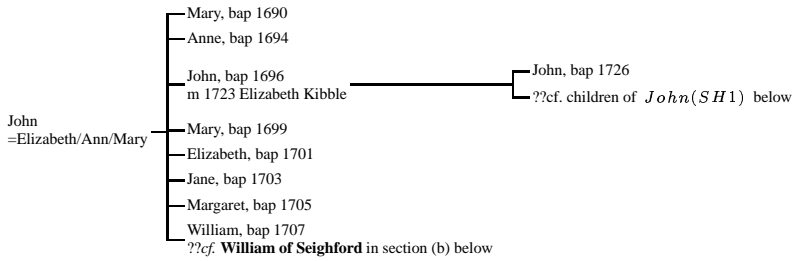 John
=Elizabeth/Ann/Mary
Mary, bap 1690
Anne, bap 1694
John, bap 1696
m 1723 Elizabeth Kibble
John, bap 1726
??cf. children of John(SH1) below
Mary, bap 1699
Elizabeth, bap 1701
Jane, bap 1703
Margaret, bap 1705
William, bap 1707
??cf. William of Seighford in section (b) below